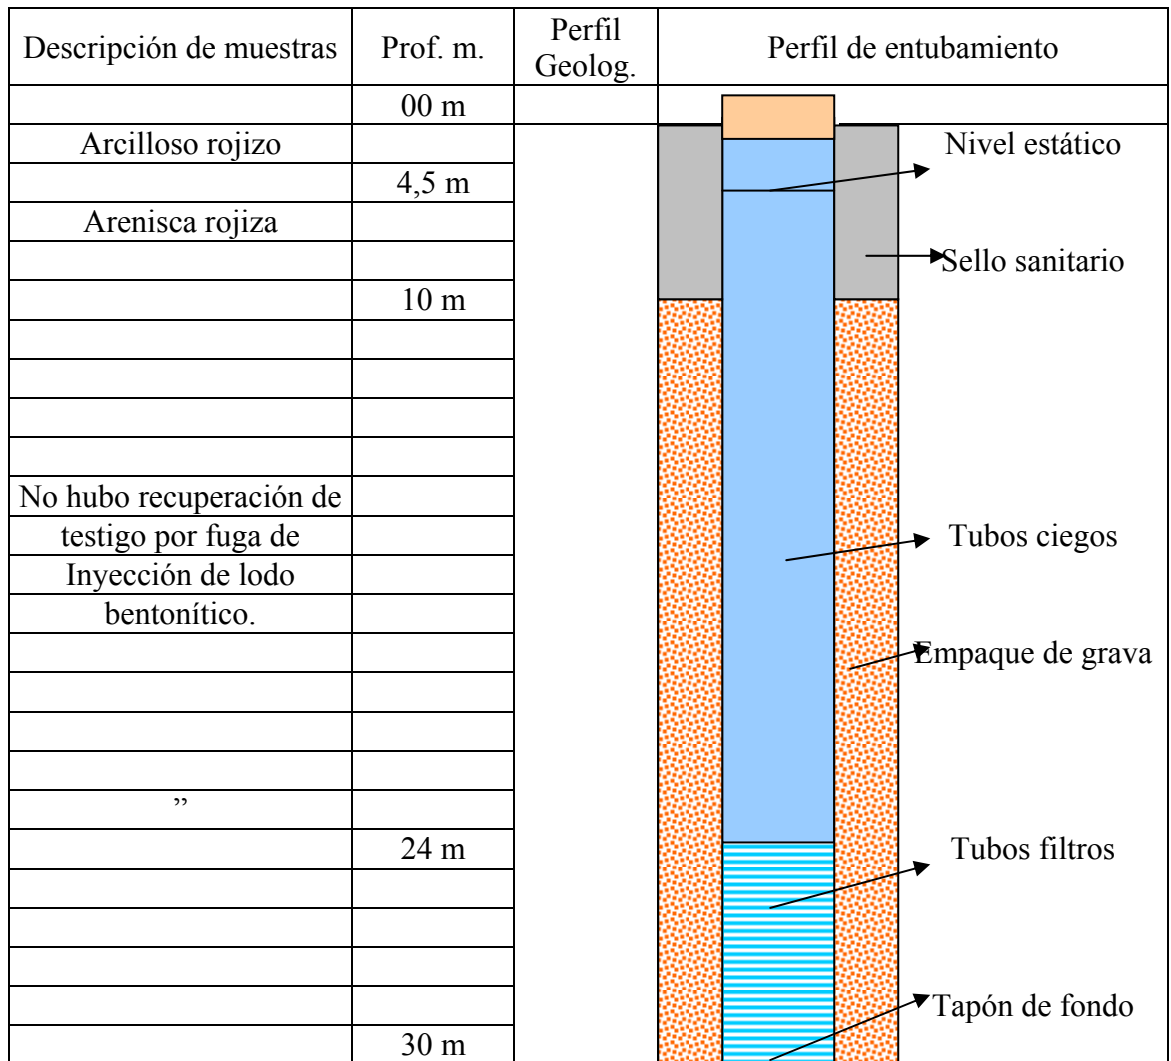 Descripción de muestras
Prof. m.
Perfil
Geolog.
Perfil de entubamiento
00 m
Arcilloso rojizo
Nivel estático
4,5 m
Arenisca rojiza
Sello sanitario
10 m
No hubo recuperación de
testigo por fuga de
Tubos ciegos
Inyección de lodo
bentonítico.
Empaque de grava
”
24 m
Tubos filtros
Tapón de fondo
30 m